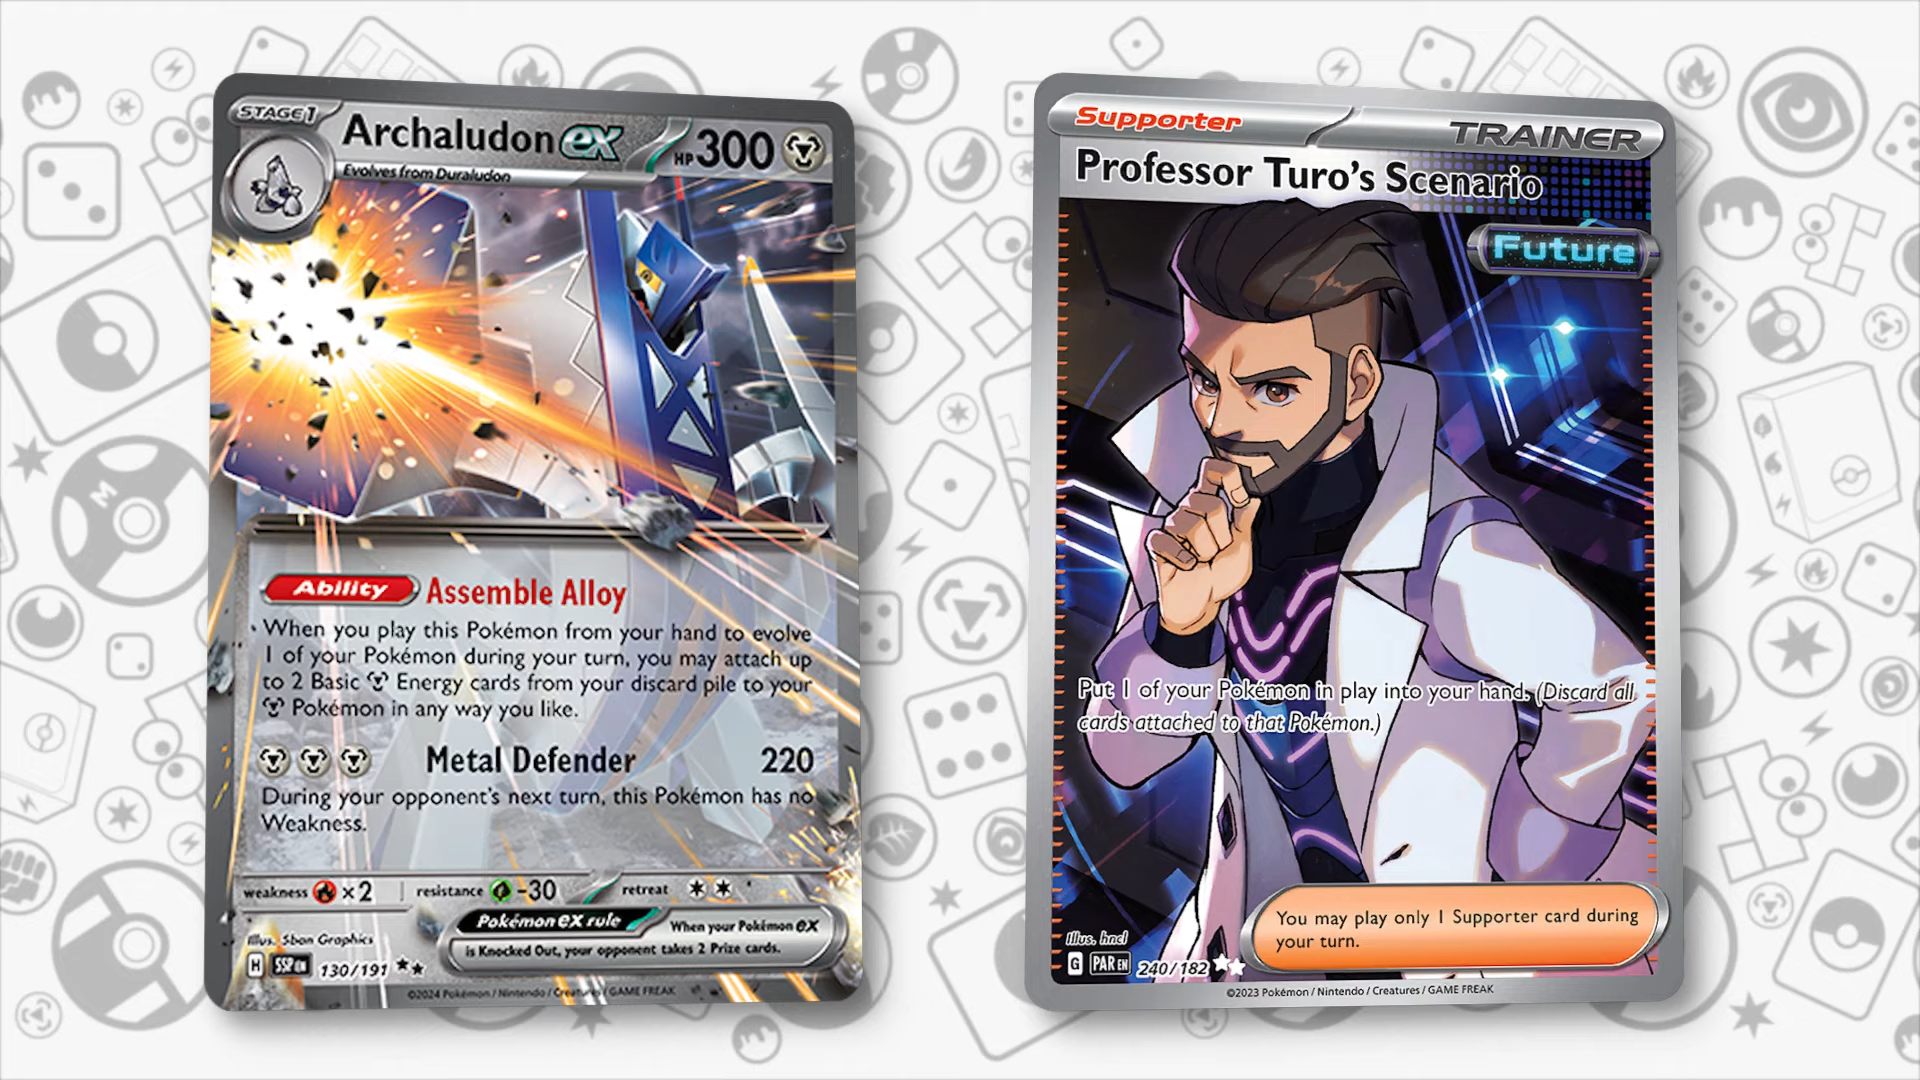 STAGE 1
Archaludon ex
HP 300
Evolves from Duraludon
Ability Assemble Alloy
When you play this Pokémon from your hand to evolve
1 of your Pokémon during your turn, you may attach up
to 2 Basic Energy cards from your discard pile to your
Pokémon in any way you like.
Metal Defender 220
During your opponent's next turn, this Pokémon has no
Weakness.
weakness ×2 resistance -30 retreat
Pokémon ex rule When your Pokémon ex
is Knocked Out, your opponent takes 2 Prize cards.
Illus. 5ban Graphics
H SSP EN 130/191
©2024 Pokémon / Nintendo / Creatures / GAME FREAK
Supporter TRAINER
Professor Turo's Scenario
Future
Put 1 of your Pokémon in play into your hand. (Discard all
cards attached to that Pokémon.)
You may play only 1 Supporter card during
your turn.
Illus. hncl
G PAR EN 240/182
©2023 Pokémon / Nintendo / Creatures / GAME FREAK